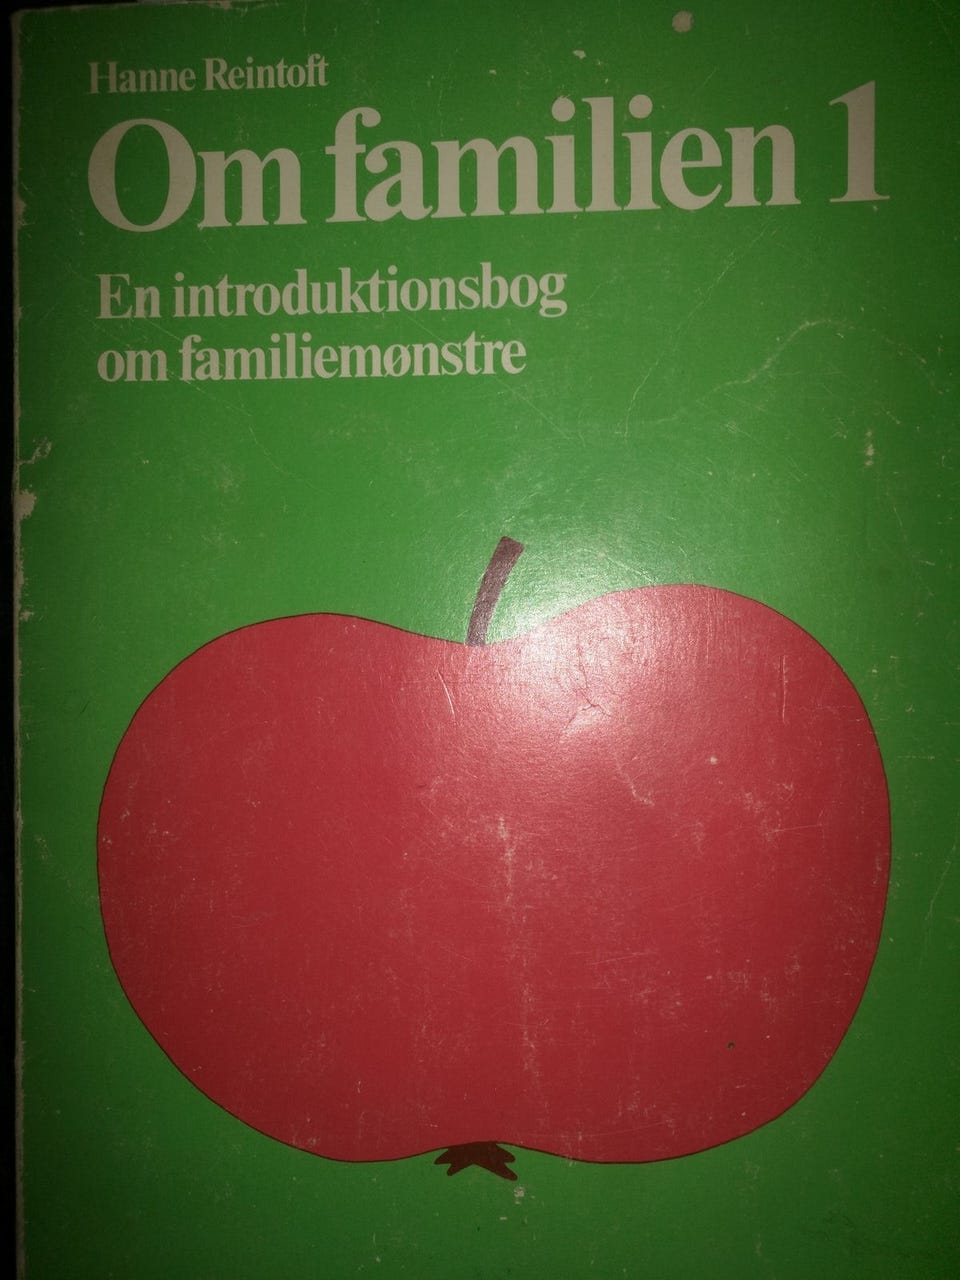 Hanne Reintoft
Om familien 1
En introduktionsbog
om familiemønstre